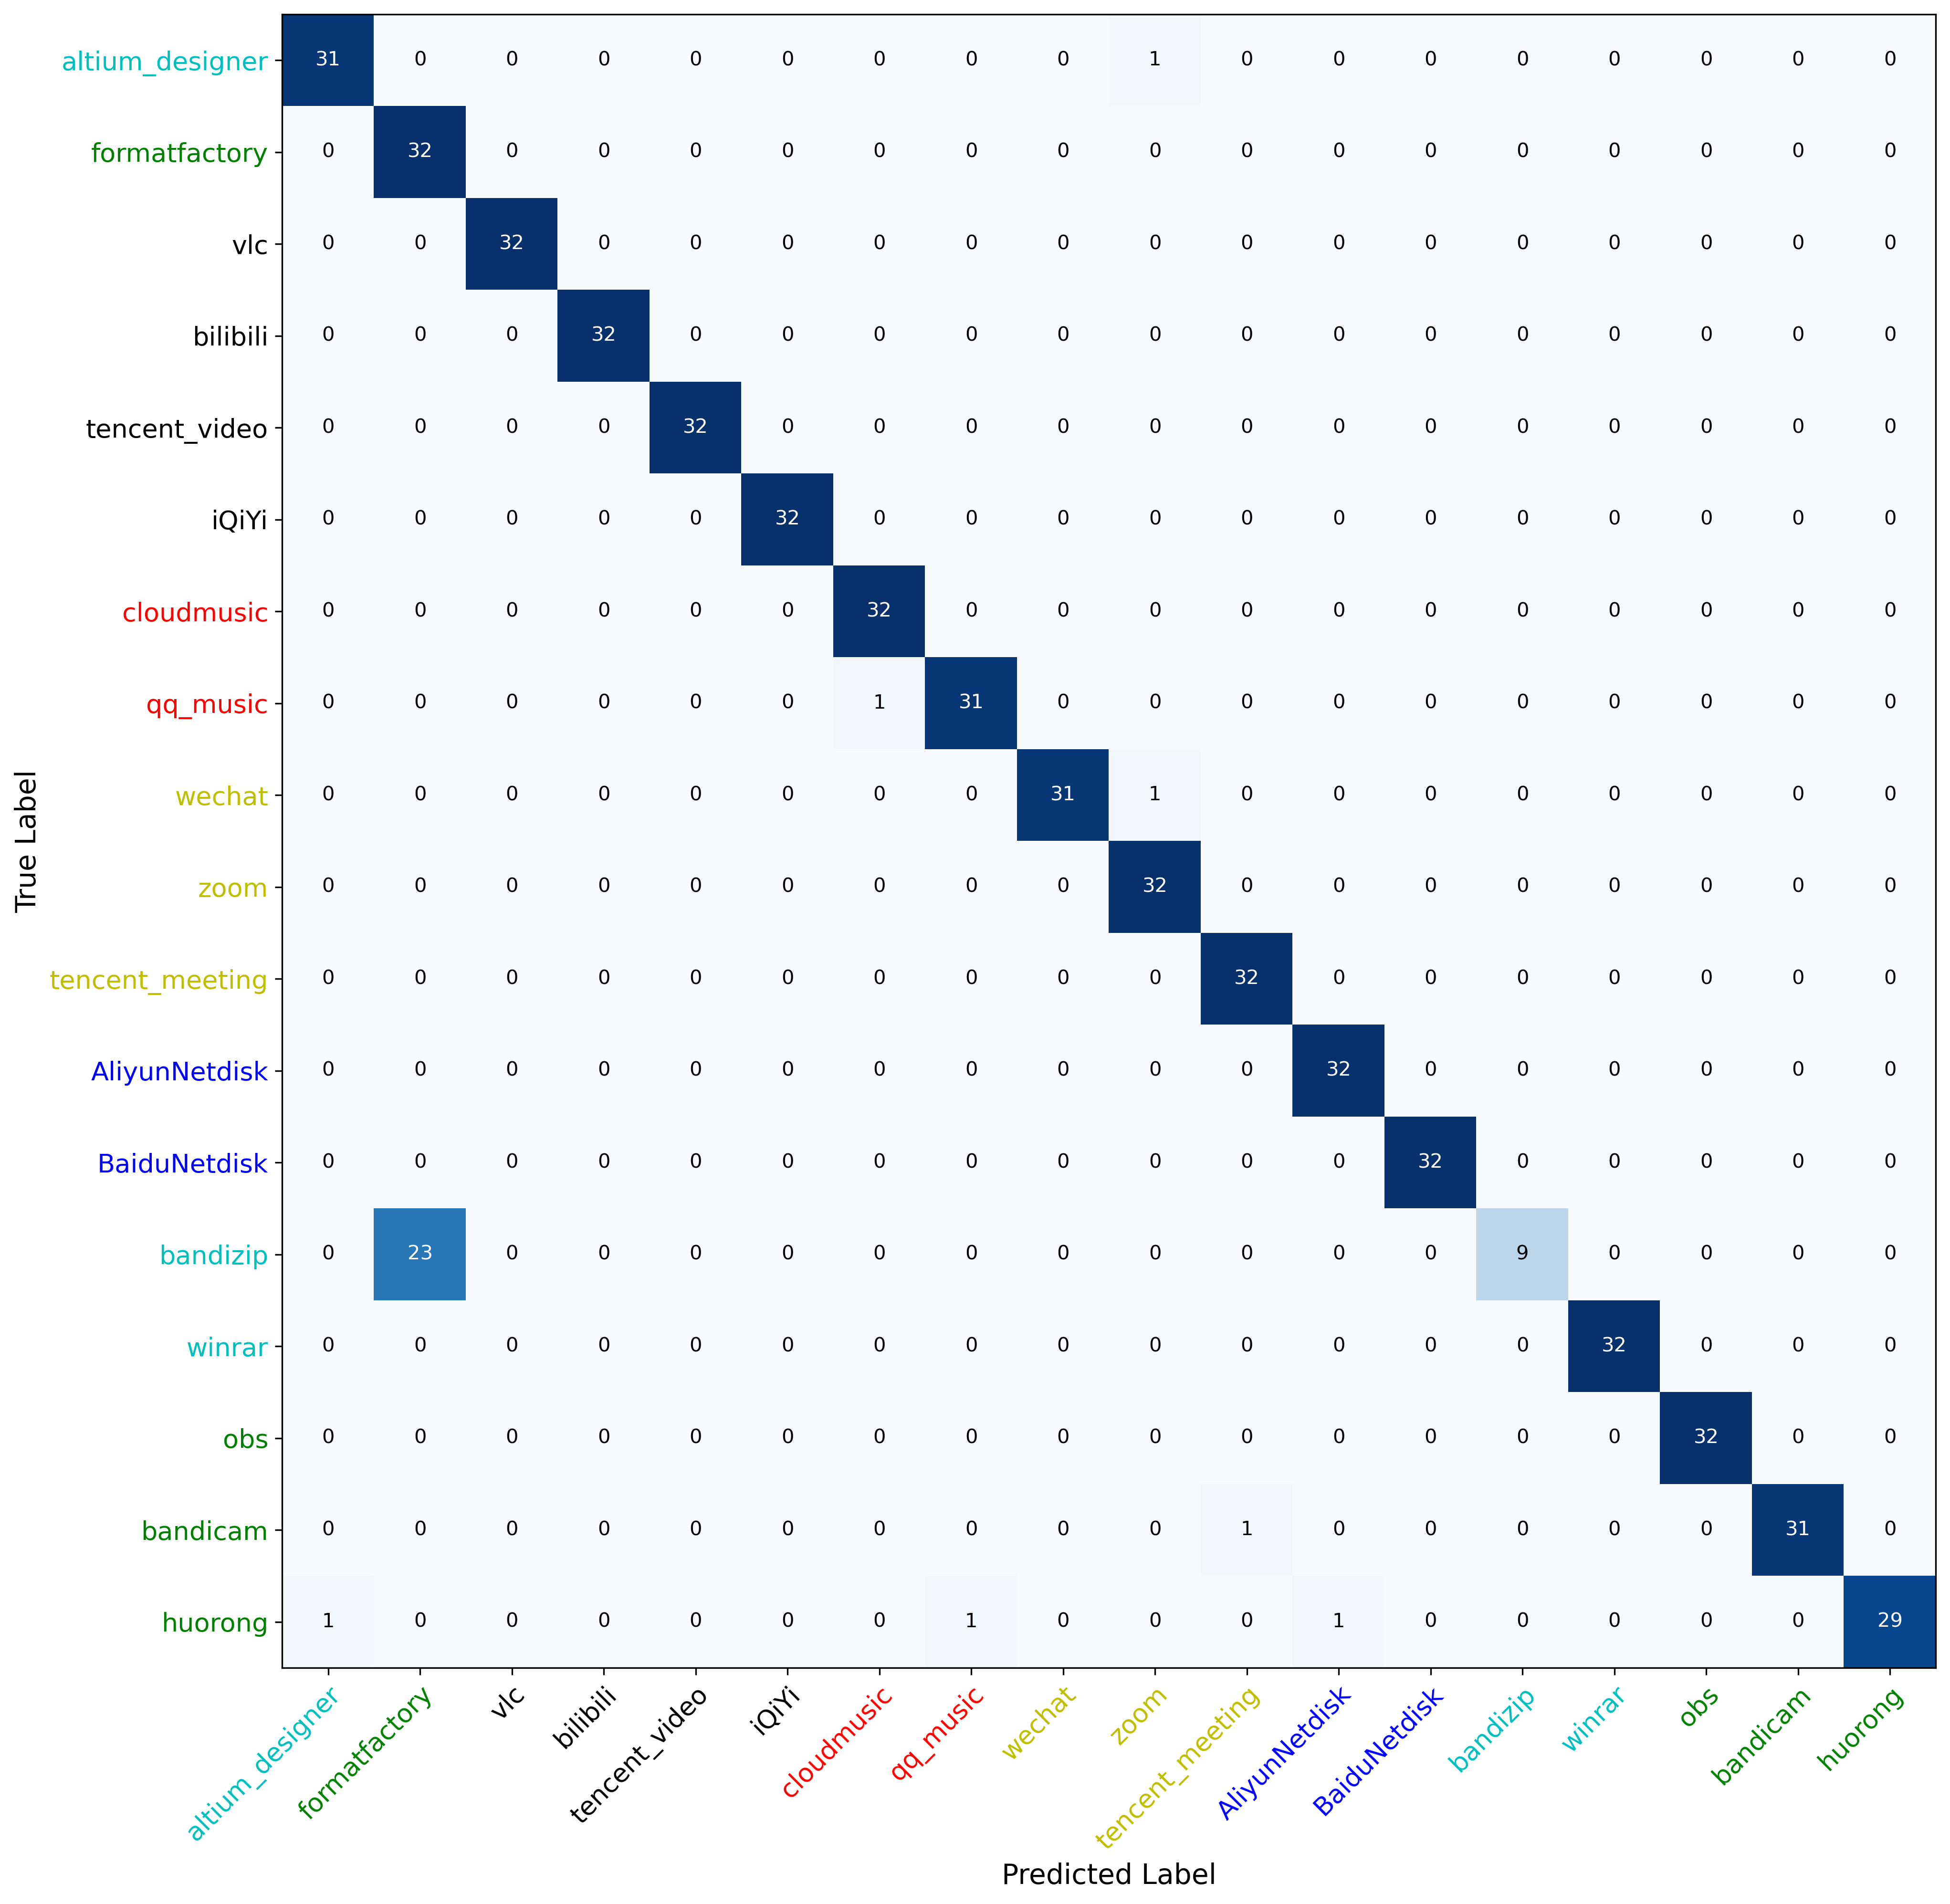 altium_designer 31 0 0 0 0 0 0 0 0 1 0 0 0 0 0 0 0 0
formatfactory 0 32 0 0 0 0 0 0 0 0 0 0 0 0 0 0 0 0
vlc 0 0 32 0 0 0 0 0 0 0 0 0 0 0 0 0 0 0
bilibili 0 0 0 32 0 0 0 0 0 0 0 0 0 0 0 0 0 0
tencent_video 0 0 0 0 32 0 0 0 0 0 0 0 0 0 0 0 0 0
iQiYi 0 0 0 0 0 32 0 0 0 0 0 0 0 0 0 0 0 0
cloudmusic 0 0 0 0 0 0 32 0 0 0 0 0 0 0 0 0 0 0
qq_music 0 0 0 0 0 0 1 31 0 0 0 0 0 0 0 0 0 0
wechat 0 0 0 0 0 0 0 0 31 1 0 0 0 0 0 0 0 0
zoom 0 0 0 0 0 0 0 0 0 32 0 0 0 0 0 0 0 0
tencent_meeting 0 0 0 0 0 0 0 0 0 0 32 0 0 0 0 0 0 0
AliyunNetdisk 0 0 0 0 0 0 0 0 0 0 0 32 0 0 0 0 0 0
BaiduNetdisk 0 0 0 0 0 0 0 0 0 0 0 0 32 0 0 0 0 0
bandizip 0 23 0 0 0 0 0 0 0 0 0 0 0 9 0 0 0 0
winrar 0 0 0 0 0 0 0 0 0 0 0 0 0 0 32 0 0 0
obs 0 0 0 0 0 0 0 0 0 0 0 0 0 0 0 32 0 0
bandicam 0 0 0 0 0 0 0 0 0 0 1 0 0 0 0 0 31 0
huorong 1 0 0 0 0 0 0 1 0 0 0 1 0 0 0 0 0 29
True Label
altium_designer
formatfactory
vlc
bilibili
tencent_video
iQiYi
cloudmusic
qq_music
wechat
zoom
tencent_meeting
AliyunNetdisk
BaiduNetdisk
bandizip
winrar
obs
bandicam
huorong
Predicted Label